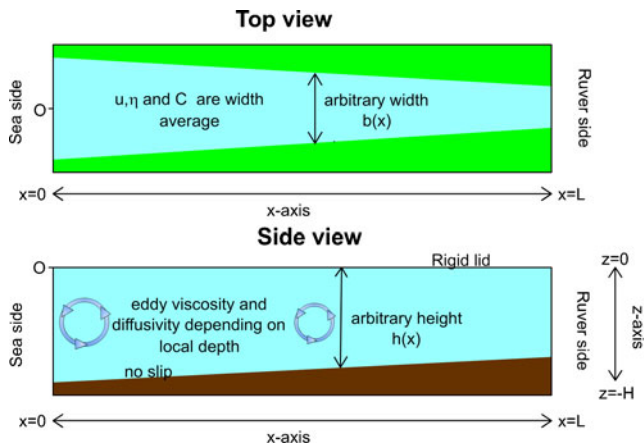 Top view
Sea side
O
u,η and C are width
average
arbitrary width
b(x)
Ruver side
x=0
x-axis
x=L
Side view
O
Rigid lid
z=0
Sea side
eddy viscosity and
diffusivity depending on
local depth
arbitrary height
h(x)
no slip
Ruver side
z-axis
z=-H
x=0
x-axis
x=L